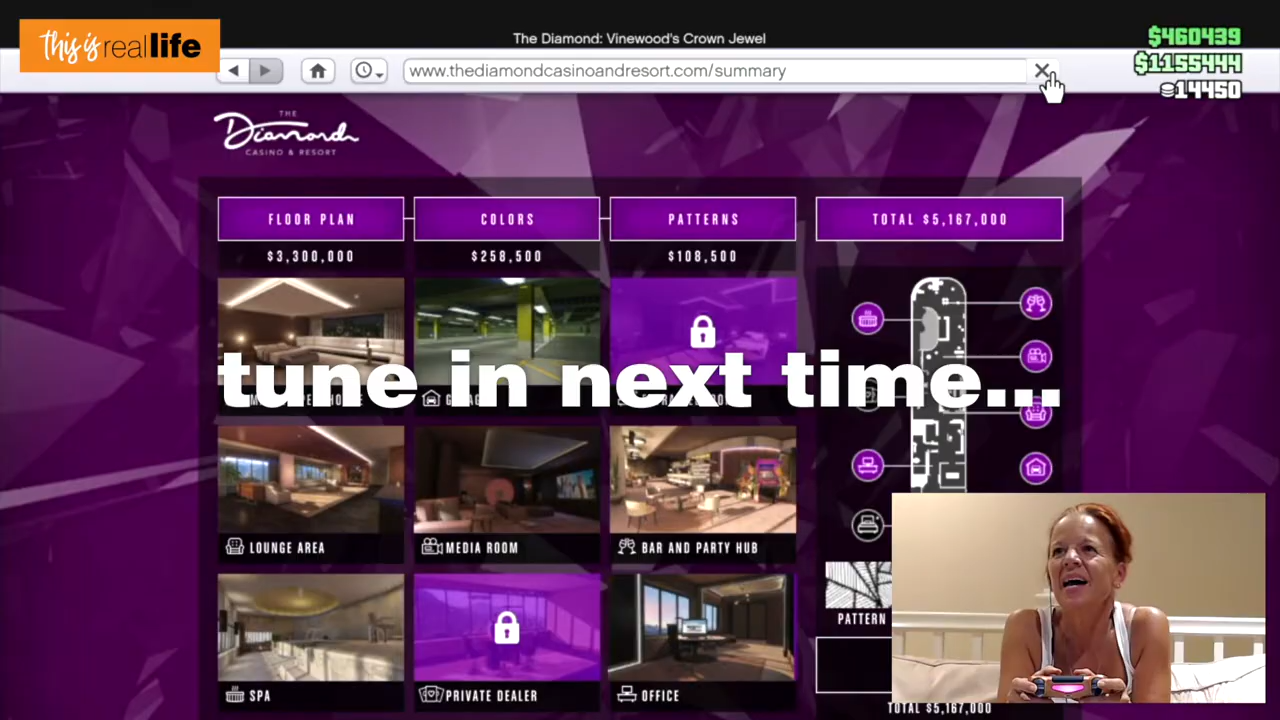 this is real life
The Diamond: Vinewood's Crown Jewel
$460439
www.thediamondcasinoandresort.com/summary
$1155444
14450
THE
Diamond
CASINO & RESORT
FLOOR PLAN
COLORS
PATTERNS
TOTAL $5,167,000
$3,300,000
$258,500
$108,500
tune in next time...
LOUNGE AREA
MEDIA ROOM
BAR AND PARTY HUB
PATTERN
SPA
PRIVATE DEALER
OFFICE
TOTAL $5,167,000